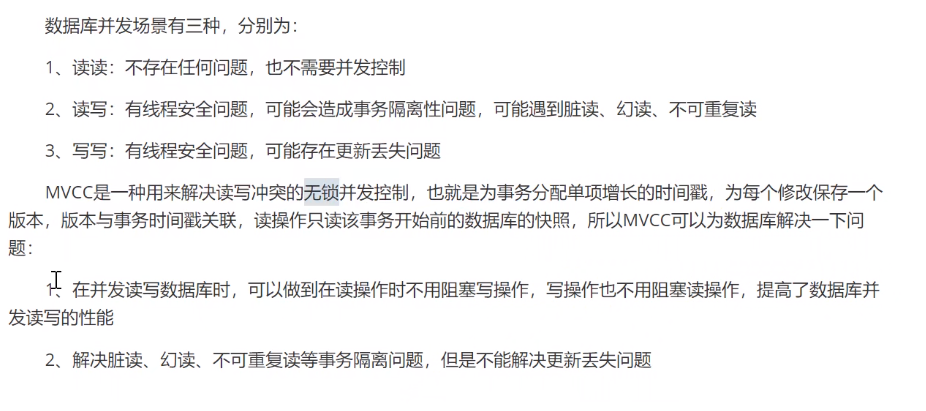 数据库并发场景有三种，分别为：
1、读读：不存在任何问题，也不需要并发控制
2、读写：有线程安全问题，可能会造成事务隔离性问题，可能遇到脏读、幻读、不可重复读
3、写写：有线程安全问题，可能存在更新丢失问题
MVCC是一种用来解决读写冲突的无锁并发控制，也就是为事务分配单项增长的时间戳，为每个修改保存一个
版本，版本与事务时间戳关联，读操作只读该事务开始前的数据库的快照，所以MVCC可以为数据库解决一下问
题：
1、在并发读写数据库时，可以做到在读操作时不用阻塞写操作，写操作也不用阻塞读操作，提高了数据库并
发读写的性能
2、解决脏读、幻读、不可重复读等事务隔离问题，但是不能解决更新丢失问题